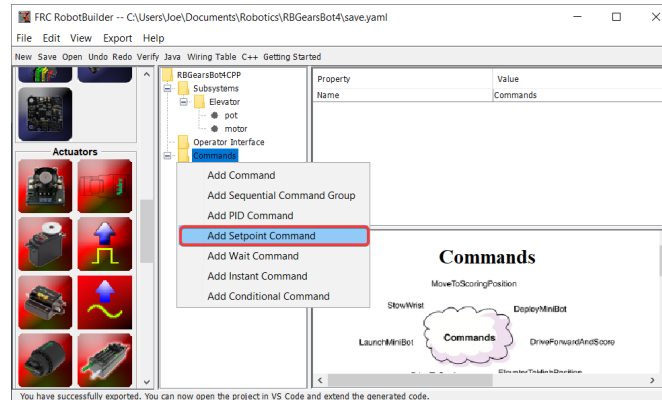 FRC RobotBuilder -- C:\Users\Joe\Documents\Robotics\RBGearsBot4\save.yaml
File Edit View Export Help
New Save Open Undo Redo Verify Java Wiring Table C++ Getting Started
RBGearsBot4CPP
Subsystems
Elevator
pot
motor
Operator Interface
Commands
Property Value
Name Commands
Actuators
Add Command
Add Sequential Command Group
Add PID Command
Add Setpoint Command
Add Wait Command
Add Instant Command
Add Conditional Command
Commands
MoveToScoringPosition
StowWrist
DeployMiniBot
LaunchMiniBot
Commands
DriveForwardAndScore
You have successfully exported. You can now open the project in VS Code and extend the generated code.